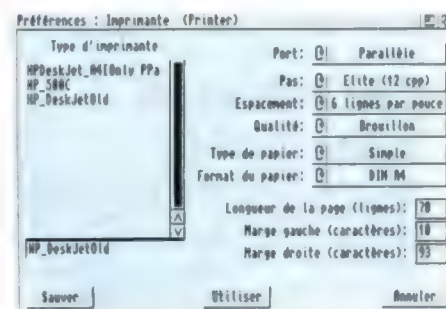 Préférences : Imprimante (Printer)
Type d'imprimante
HPDeskJet_A4[Only PPa
HP_500C
HP_DeskJetOld
HP_DeskJetOld
Port: Parallèle
Pas: Elite (12 cpp)
Espacement: 6 lignes par pouce
Qualité: Brouillon
Type de papier: Simple
Format du papier: DIN A4
Longueur de la page (lignes): 70
Marge gauche (caractères): 10
Marge droite (caractères): 93
Sauver
Utiliser
Annuler